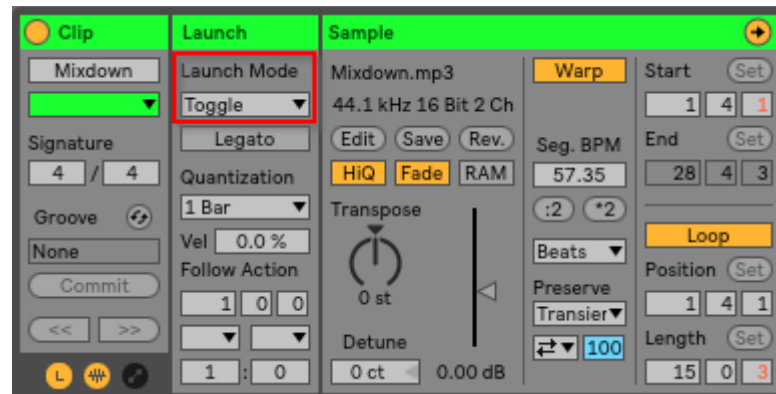 Clip
Mixdown
Signature
4 / 4
Groove
None
Commit
<< >>
L
Launch
Launch Mode
Toggle
Legato
Quantization
1 Bar
Vel 0.0 %
Follow Action
1 0 0
1 : 0
Sample
Mixdown.mp3
44.1 kHz 16 Bit 2 Ch
Edit Save Rev.
HiQ Fade RAM
Transpose
0 st
Detune
0 ct 0.00 dB
Warp
Seg. BPM
57.35
:2 *2
Beats
Preserve
Transier
100
Start Set
1 4 1
End Set
28 4 3
Loop
Position Set
1 4 1
Length Set
15 0 3